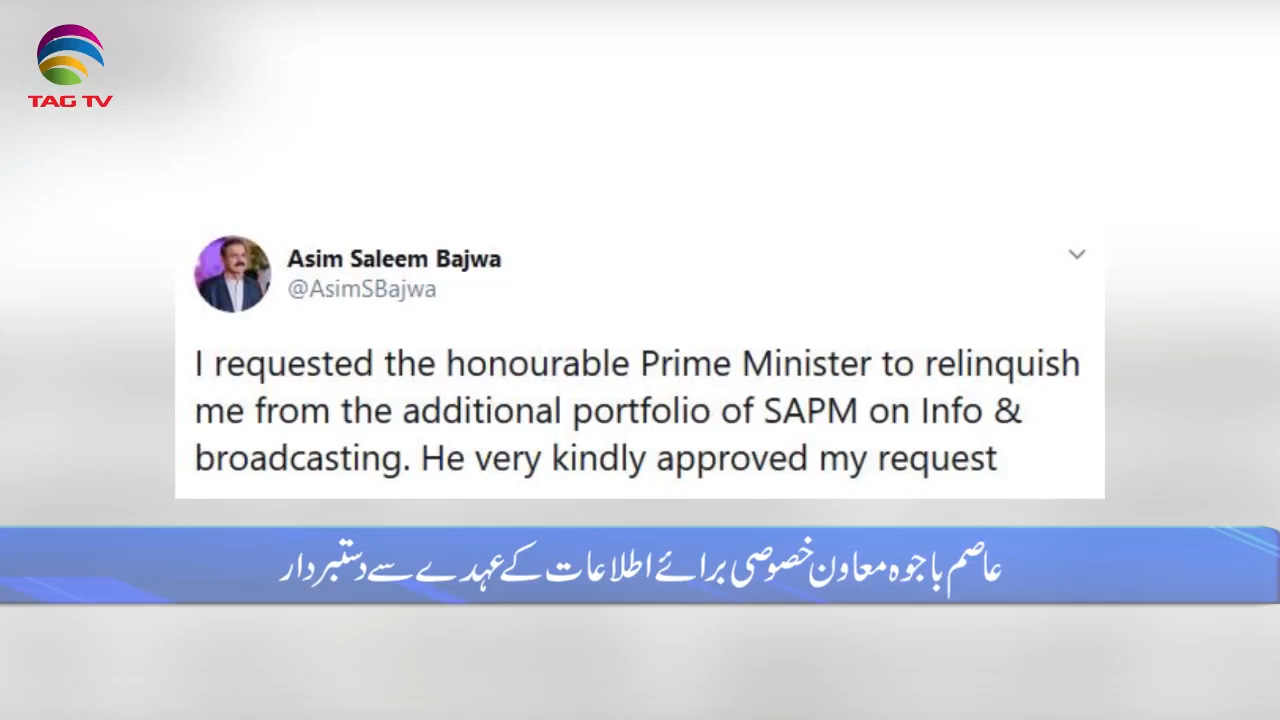 TAG TV
Asim Saleem Bajwa
@AsimSBajwa
I requested the honourable Prime Minister to relinquish
me from the additional portfolio of SAPM on Info &
broadcasting. He very kindly approved my request
عاصم باجوہ معاون خصوصی برائے اطلاعات کے عہدے سے دستبردار